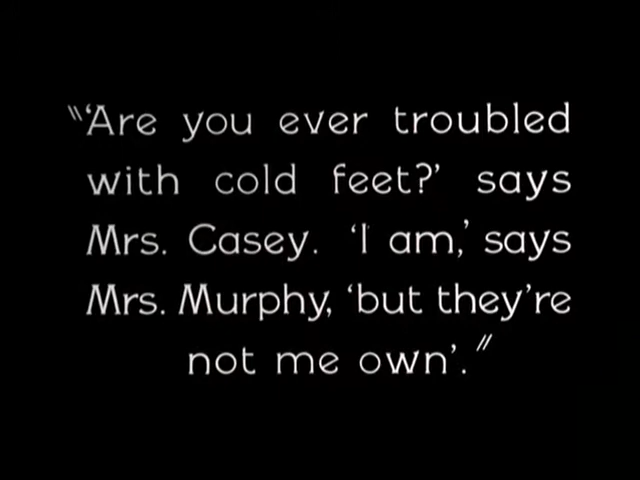 "'Are you ever troubled
with cold feet?' says
Mrs. Casey. 'I am,' says
Mrs. Murphy, 'but they're
not me own'."